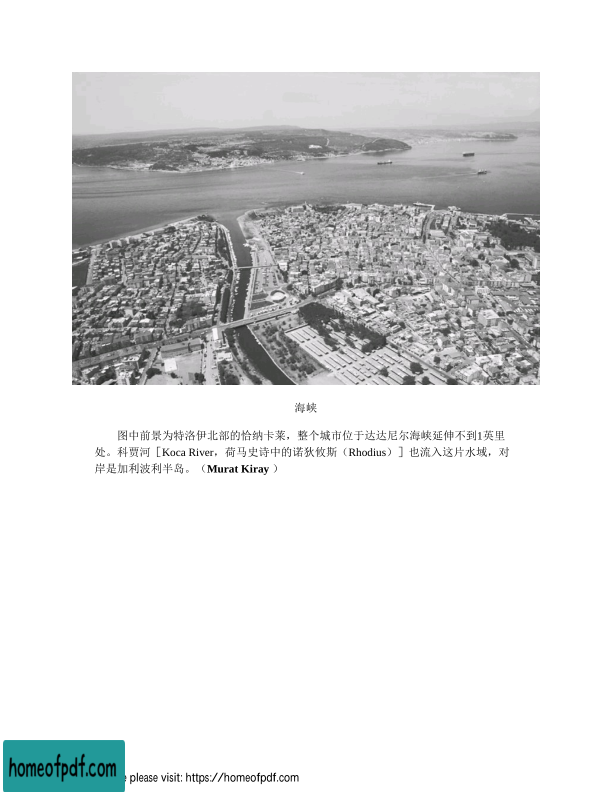 海峡
图中前景为特洛伊北部的恰纳卡莱，整个城市位于达达尼尔海峡延伸不到1英里
处。科贾河［Koca River，荷马史诗中的诺狄攸斯（Rhodius）］也流入这片水域，对
岸是加利波利半岛。（Murat Kiray ）
homeofpdf.com
please visit: https://homeofpdf.com